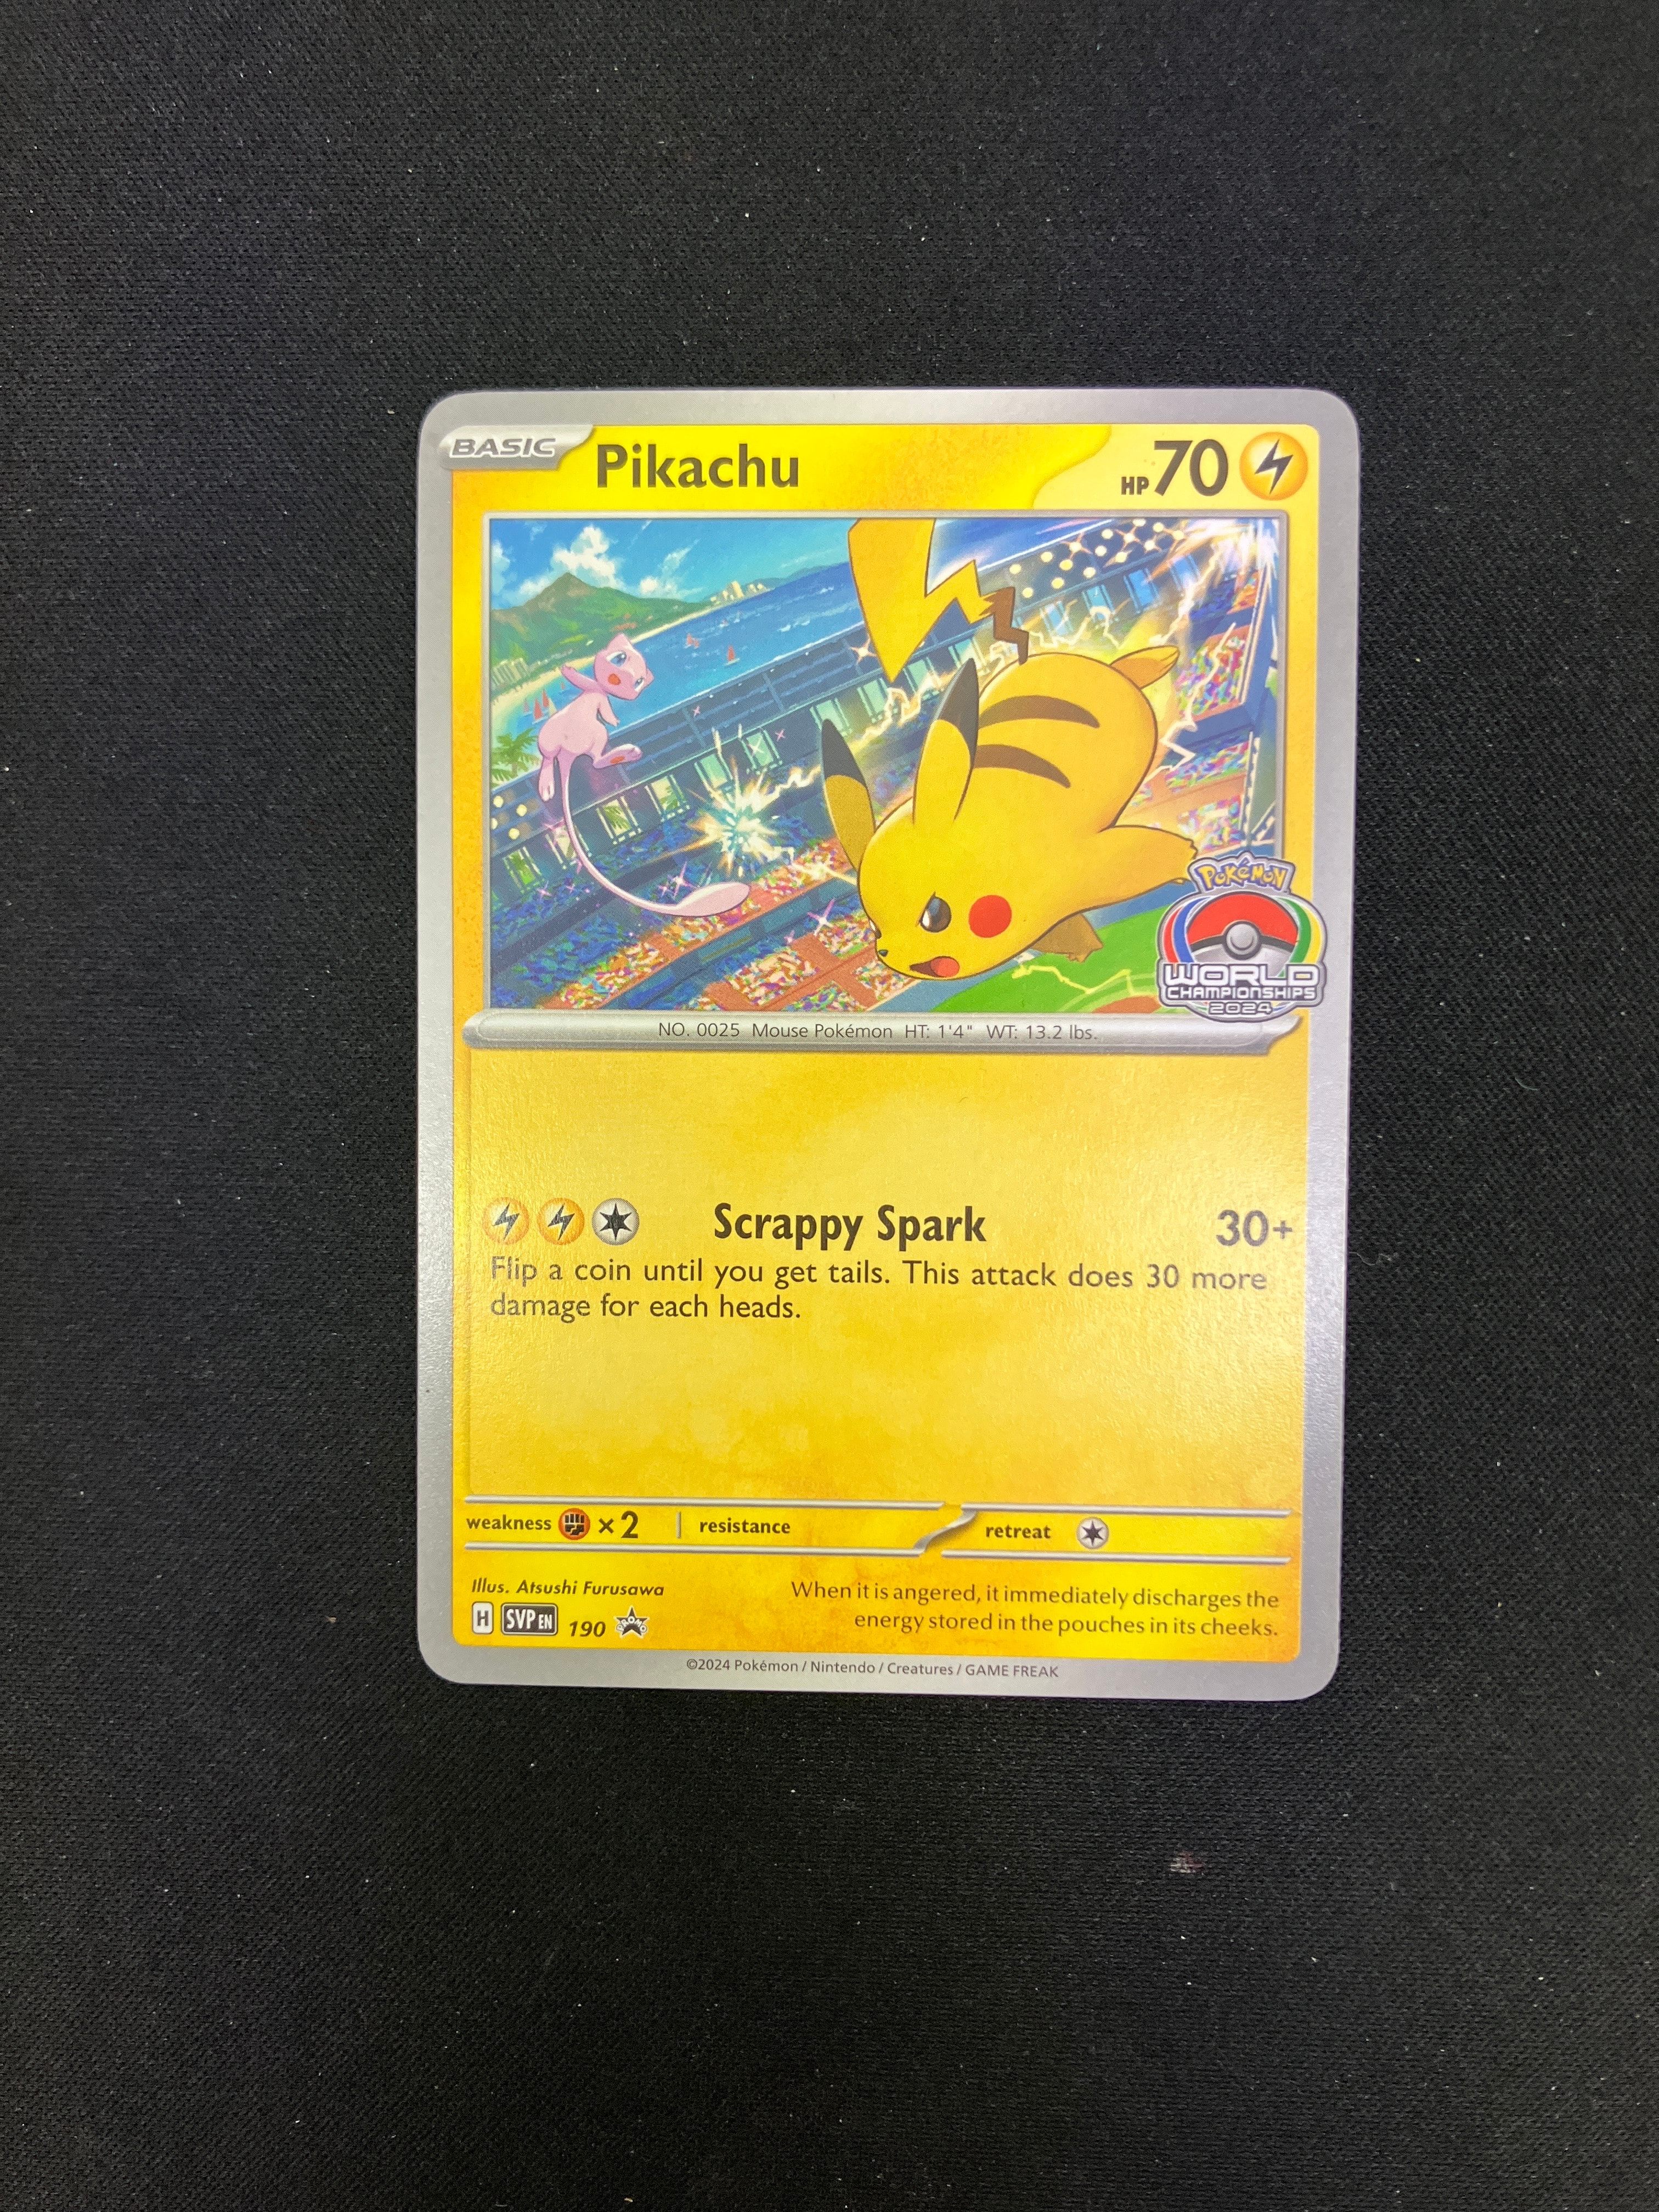 BASIC Pikachu HP 70
POKéMON
WORLD
CHAMPIONSHIPS
2024
NO. 0025 Mouse Pokémon HT: 1'4" WT: 13.2 lbs.
Scrappy Spark 30+
Flip a coin until you get tails. This attack does 30 more
damage for each heads.
weakness ×2 resistance retreat
Illus. Atsushi Furusawa
H SVP EN 190 PROMO
When it is angered, it immediately discharges the
energy stored in the pouches in its cheeks.
©2024 Pokémon / Nintendo / Creatures / GAME FREAK